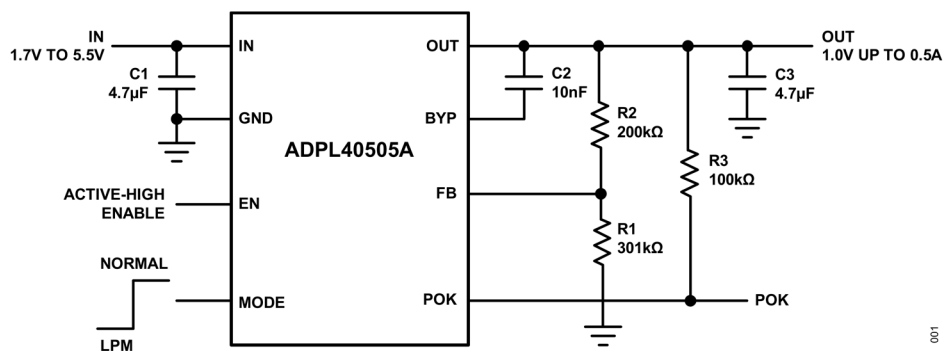 IN
1.7V TO 5.5V
C1
4.7µF
IN
GND
EN
MODE
ACTIVE-HIGH
ENABLE
NORMAL
LPM
ADPL40505A
OUT
BYP
FB
POK
C2
10nF
R2
200kΩ
R1
301kΩ
R3
100kΩ
C3
4.7µF
OUT
1.0V UP TO 0.5A
POK
001